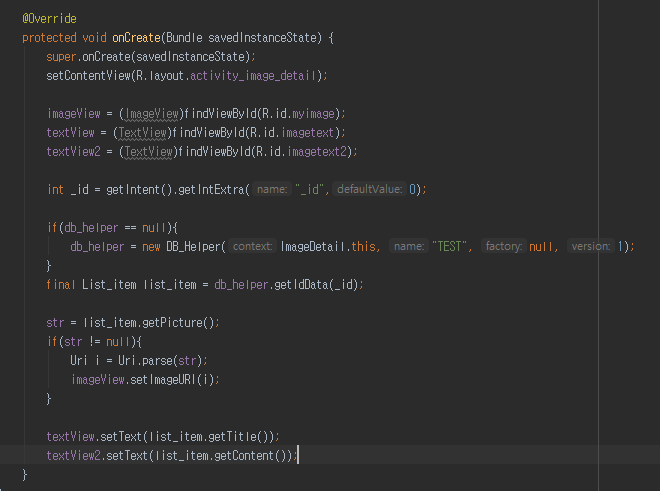 @Override
protected void onCreate(Bundle savedInstanceState) {
super.onCreate(savedInstanceState);
setContentView(R.layout.activity_image_detail);
imageView = (ImageView)findViewById(R.id.myimage);
textView = (TextView)findViewById(R.id.imagetext);
textView2 = (TextView)findViewById(R.id.imagetext2);
int _id = getIntent().getIntExtra( name: "_id", defaultValue: 0);
if(db_helper == null){
db_helper = new DB_Helper( context: ImageDetail.this, name: "TEST", factory: null, version: 1);
}
final List_item list_item = db_helper.getIdData(_id);
str = list_item.getPicture();
if(str != null){
Uri i = Uri.parse(str);
imageView.setImageURI(i);
}
textView.setText(list_item.getTitle());
textView2.setText(list_item.getContent());
}